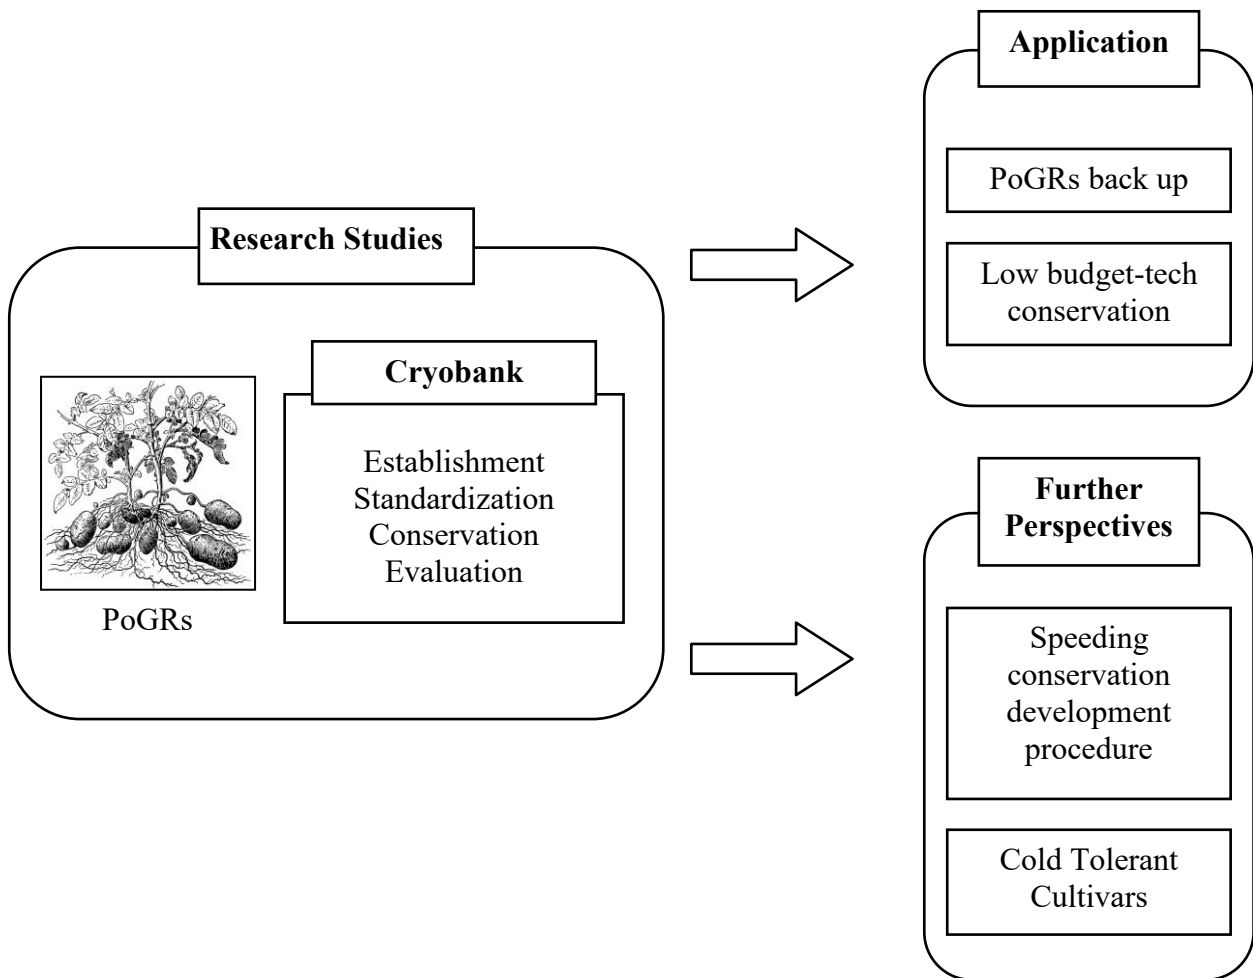 Research Studies
PoGRs
Cryobank
Establishment
Standardization
Conservation
Evaluation
Application
PoGRs back up
Low budget-tech
conservation
Further
Perspectives
Speeding
conservation
development
procedure
Cold Tolerant
Cultivars